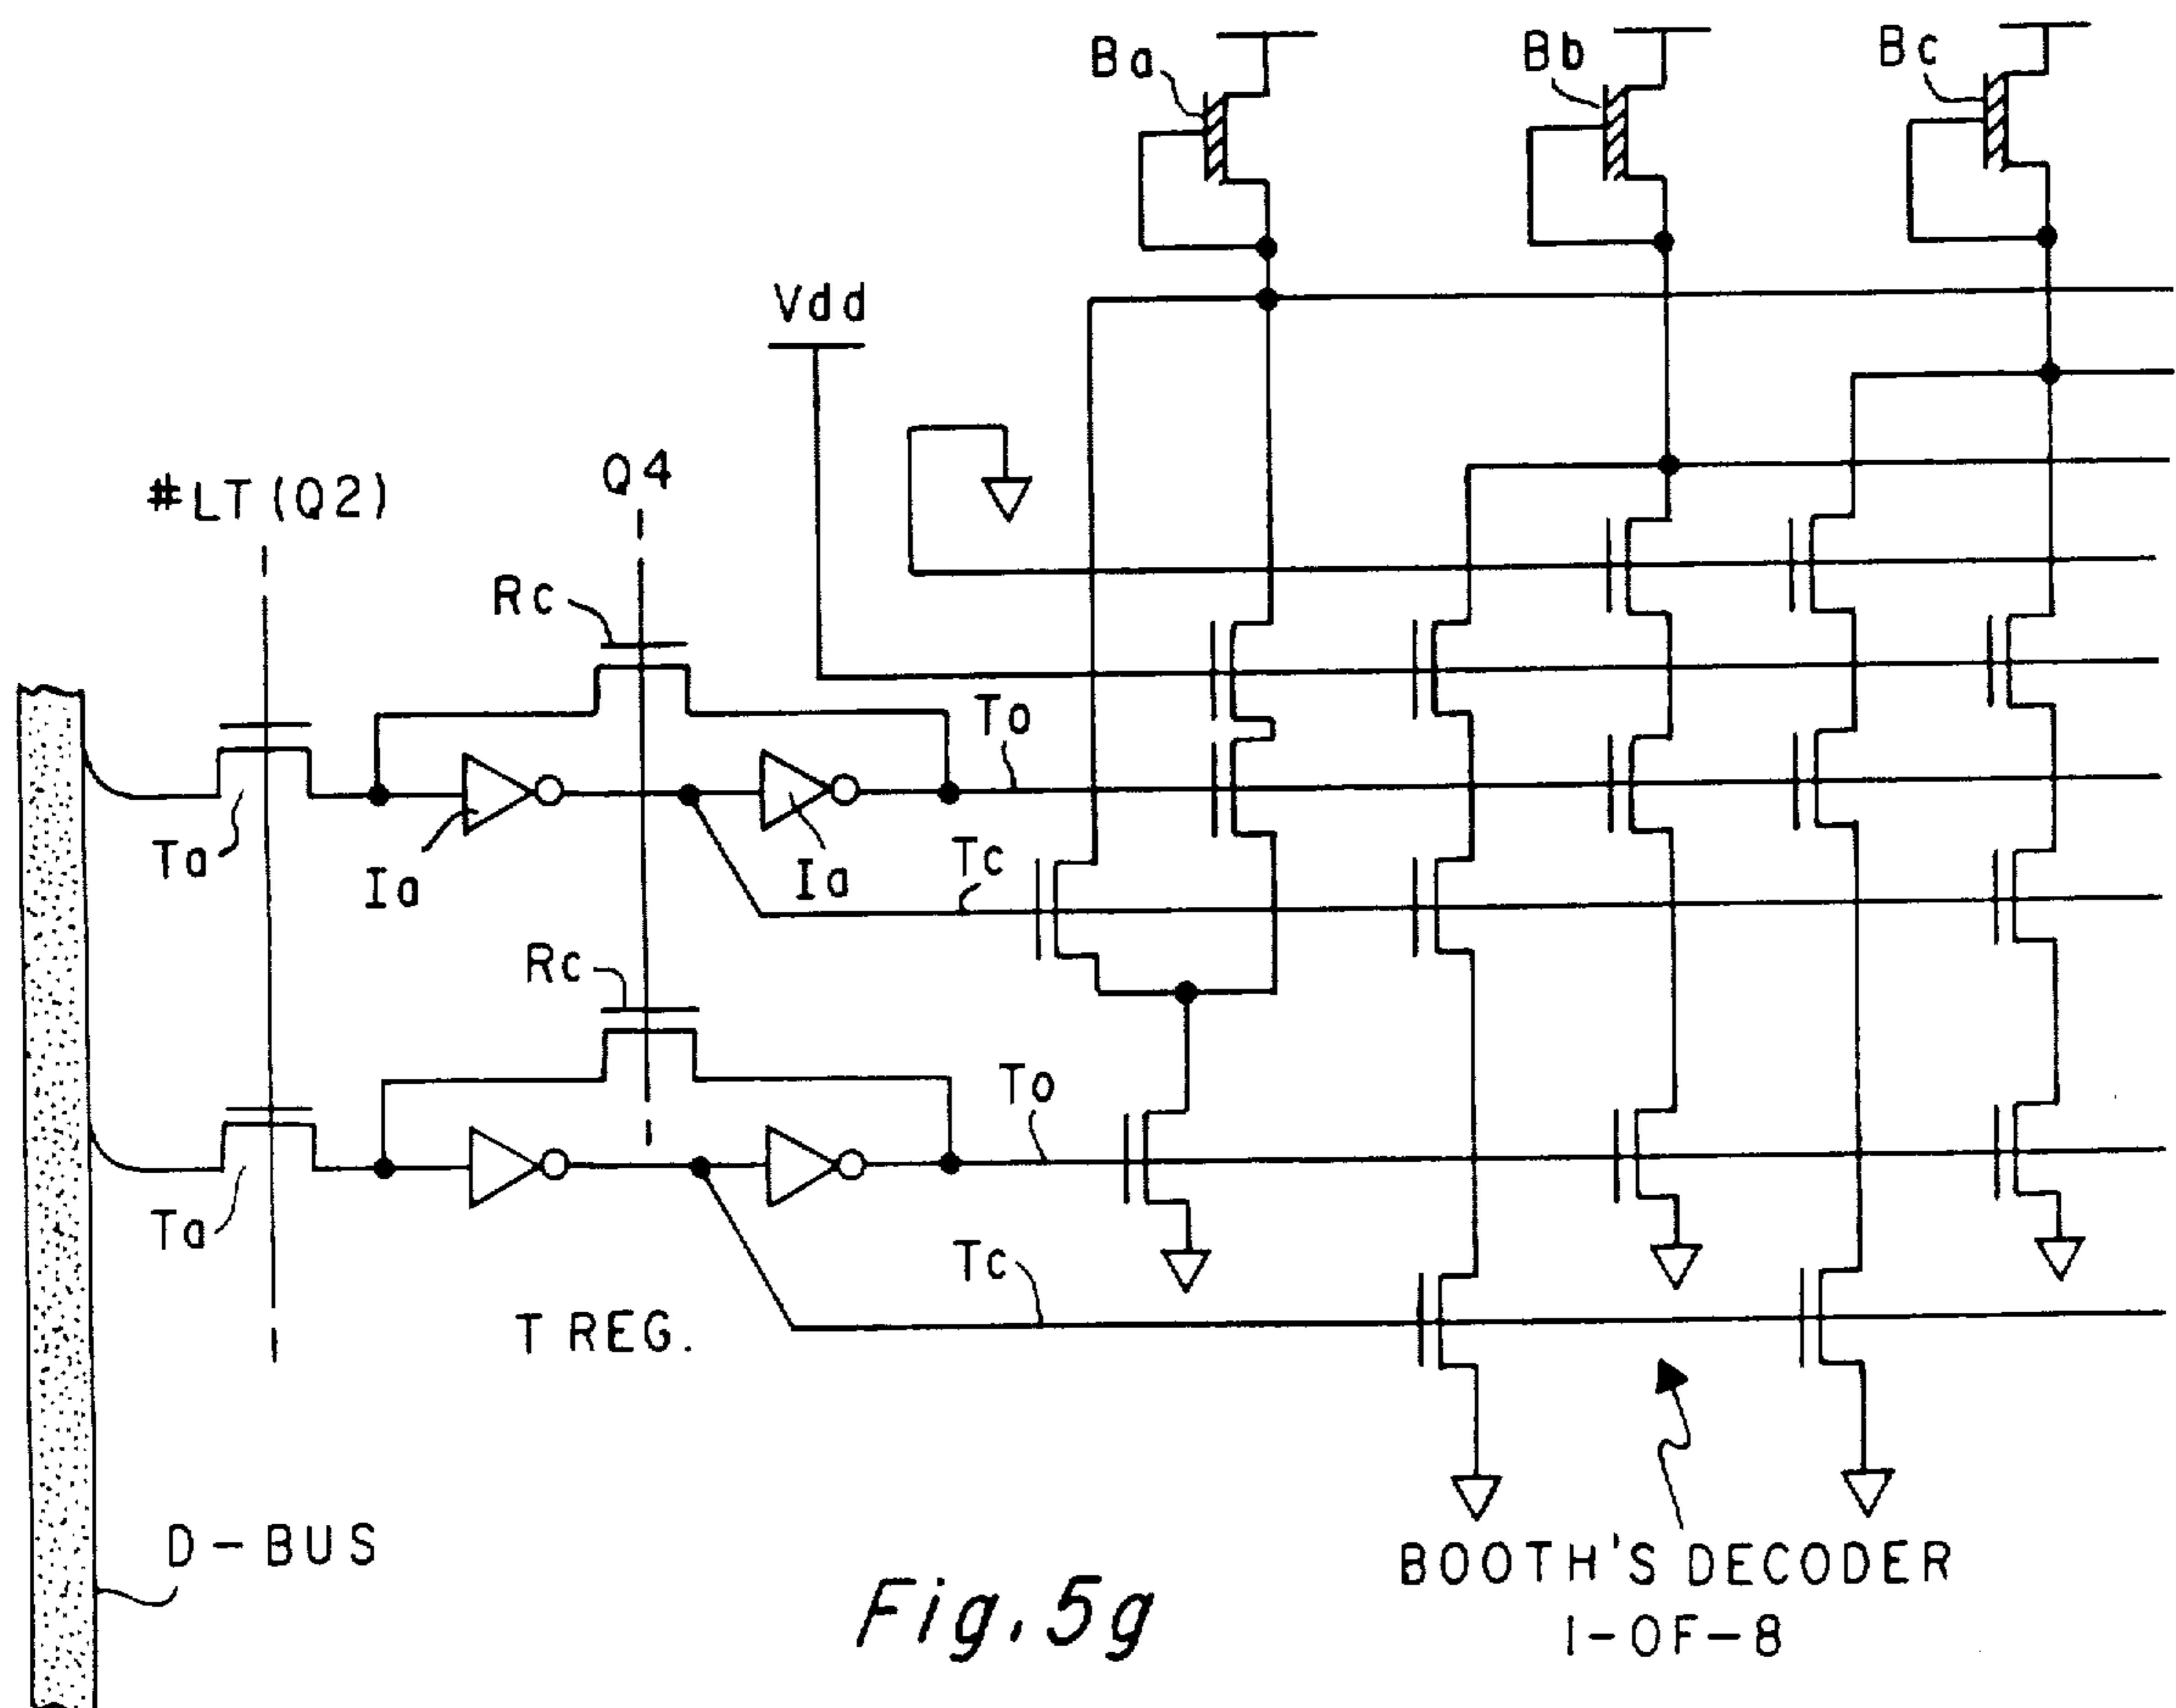 Ba
Bb
Bc
Vdd
#LT(Q2)
Q4
Rc
To
Ta
Ia
Ia
Tc
Rc
To
Ta
Tc
T REG.
D-BUS
BOOTH'S DECODER
1-OF-8
Fig. 5g